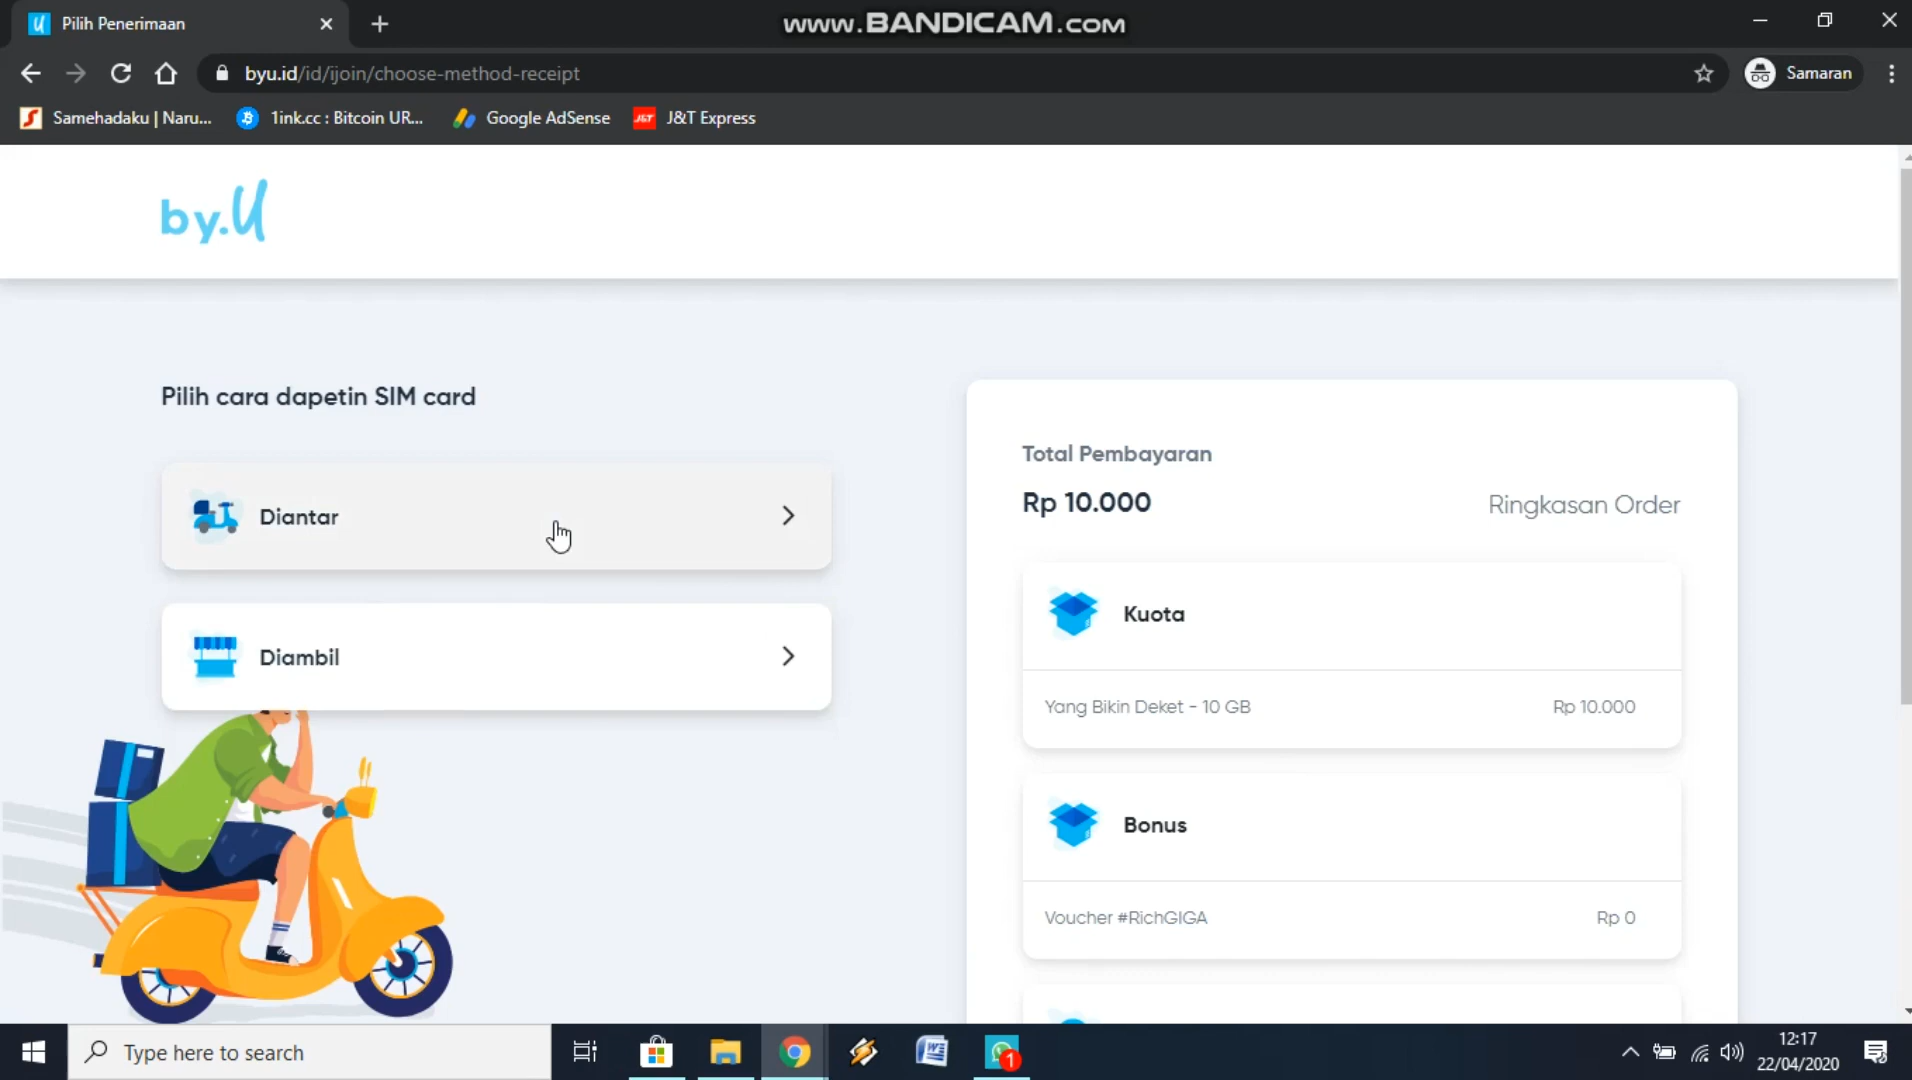 Pilih Penerimaan
www.BANDICAM.com
byu.id/id/ijoin/choose-method-receipt
Samaran
Samehadaku | Naru...
1ink.cc : Bitcoin UR...
Google AdSense
J&T
J&T Express
by.U
Pilih cara dapetin SIM card
Diantar
Diambil
Total Pembayaran
Rp 10.000
Ringkasan Order
Kuota
Yang Bikin Deket - 10 GB
Rp 10.000
Bonus
Voucher #RichGIGA
Rp 0
Type here to search
1
12:17
22/04/2020